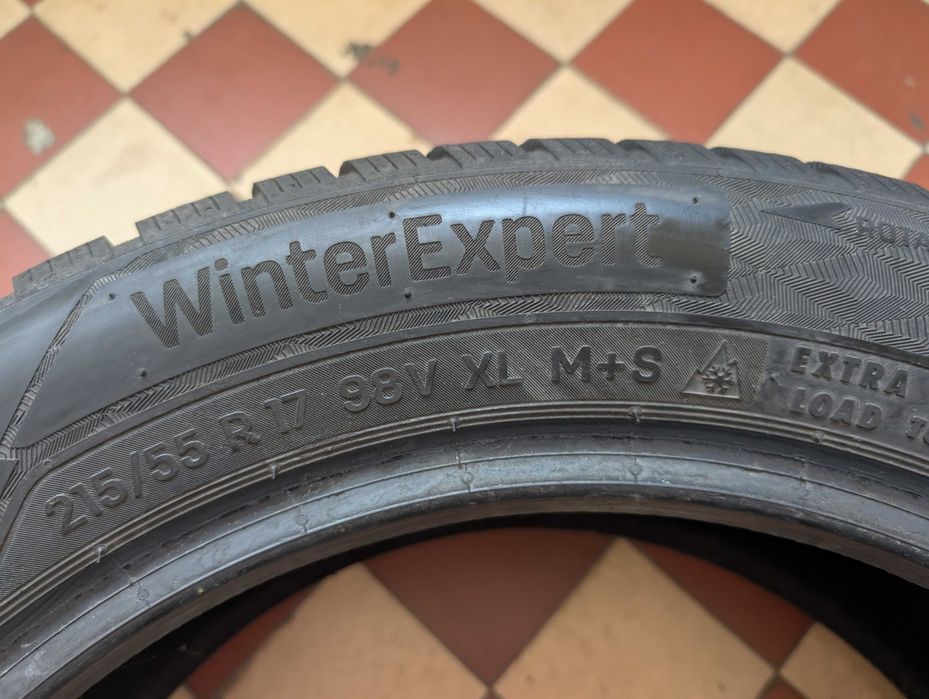 WinterExpert
215/55 R 17 98V XL M+S
EXTRA
LOAD